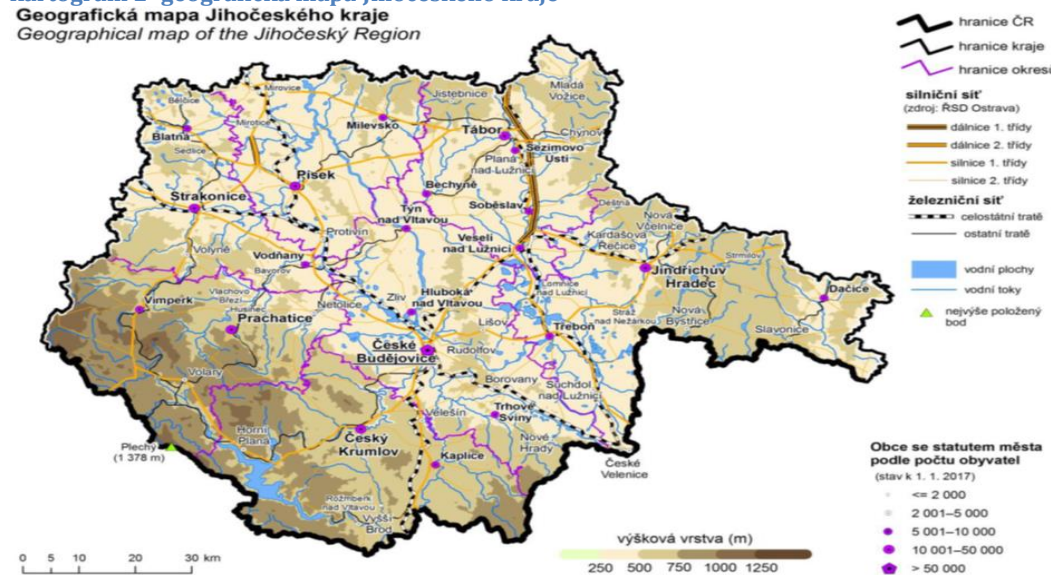 Geografická mapa Jihočeského kraje
Geographical map of the Jihočeský Region
hranice ČR
hranice kraje
hranice okresů
silniční síť
(zdroj: ŘSD Ostrava)
dálnice 1. třídy
dálnice 2. třídy
silnice 1. třídy
silnice 2. třídy
železniční síť
celostátní tratě
ostatní tratě
vodní plochy
vodní toky
nejvýše položený
bod
Mirovice
Bělčice
Mirotice
Blatná
Sedlice
Milevsko
Jistebnice
Mladá
Vožice
Tábor
Chýnov
Sezimovo
Ústí
Planá
nad Lužnicí
Písek
Strakonice
Bechyně
Soběslav
Deštná
Týn
nad Vltavou
Nová
Včelnice
Kardašova
Řečice
Protivín
Volyně
Vodňany
Bavorov
Veselí
nad Lužnicí
Strmilov
Jindřichův
Hradec
Dačice
Vlachovo
Březí
Husinec
Vimperk
Prachatice
Netolice
Zliv
Hluboká
nad Vltavou
Lomnice
nad Lužnicí
Lišov
Třeboň
Stráž
nad Nežárkou
Nová
Bystřice
Slavonice
České
Budějovice
Rudolfov
Volary
Borovany
Suchdol
nad Lužnicí
Trhové
Sviny
Velešín
Horní
Planá
Český
Krumlov
Nové
Hrady
Kaplice
České
Velenice
Plechý
(1 378 m)
Rožmberk
nad Vltavou
Vyšší
Brod
Obce se statutem města
podle počtu obyvatel
(stav k 1. 1. 2017)
<= 2 000
2 001–5 000
5 001–10 000
10 001–50 000
> 50 000
výšková vrstva (m)
250 500 750 1000 1250
0 5 10 20 30 km